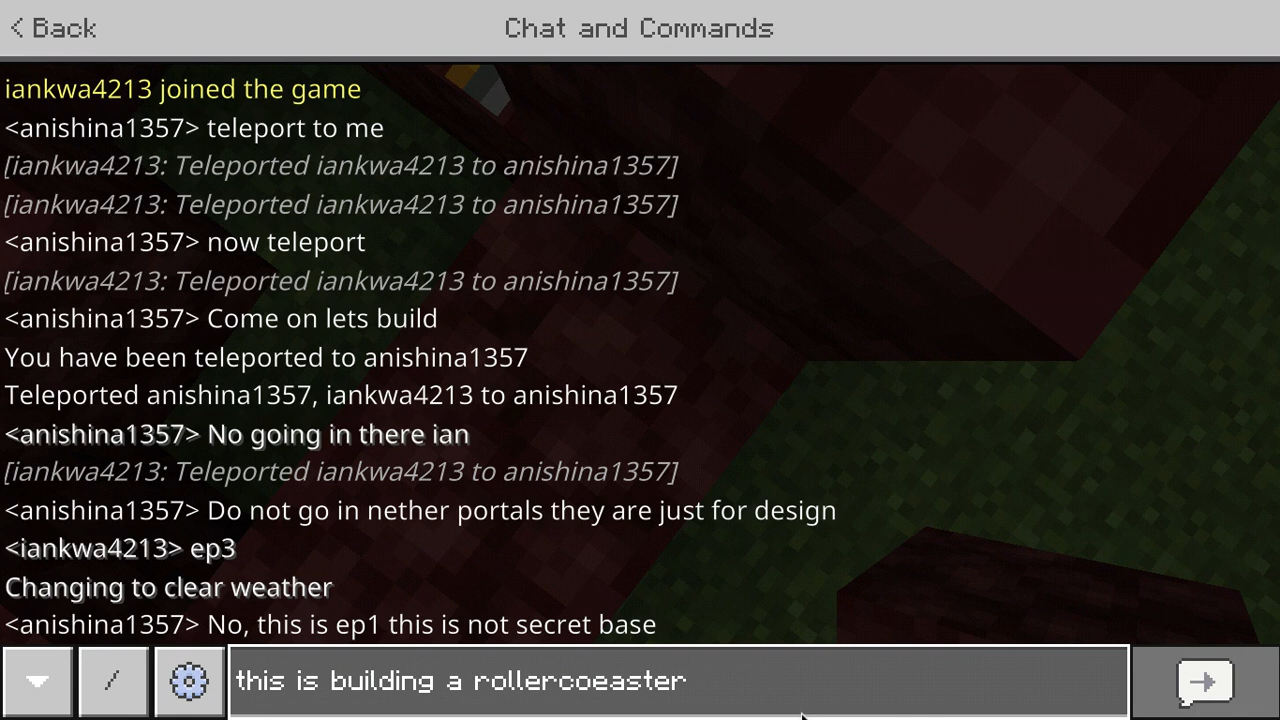 < Back
Chat and Commands
iankwa4213 joined the game
<anishina1357> teleport to me
[iankwa4213: Teleported iankwa4213 to anishina1357]
[iankwa4213: Teleported iankwa4213 to anishina1357]
<anishina1357> now teleport
[iankwa4213: Teleported iankwa4213 to anishina1357]
<anishina1357> Come on lets build
You have been teleported to anishina1357
Teleported anishina1357, iankwa4213 to anishina1357
<anishina1357> No going in there ian
[iankwa4213: Teleported iankwa4213 to anishina1357]
<anishina1357> Do not go in nether portals they are just for design
<iankwa4213> ep3
Changing to clear weather
<anishina1357> No, this is ep1 this is not secret base
/
this is building a rollercoeaster